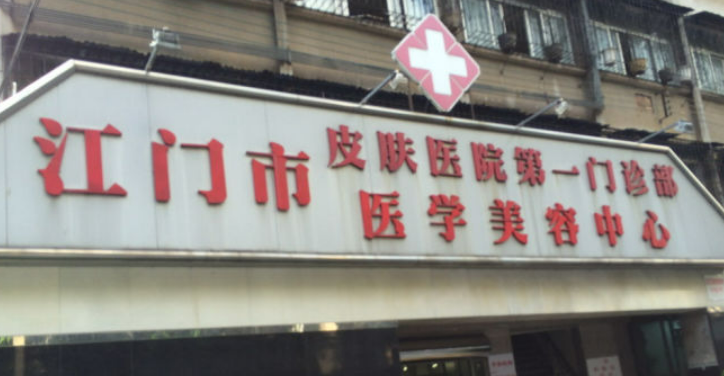 江门市
皮肤医院第一门诊部
医学美容中心